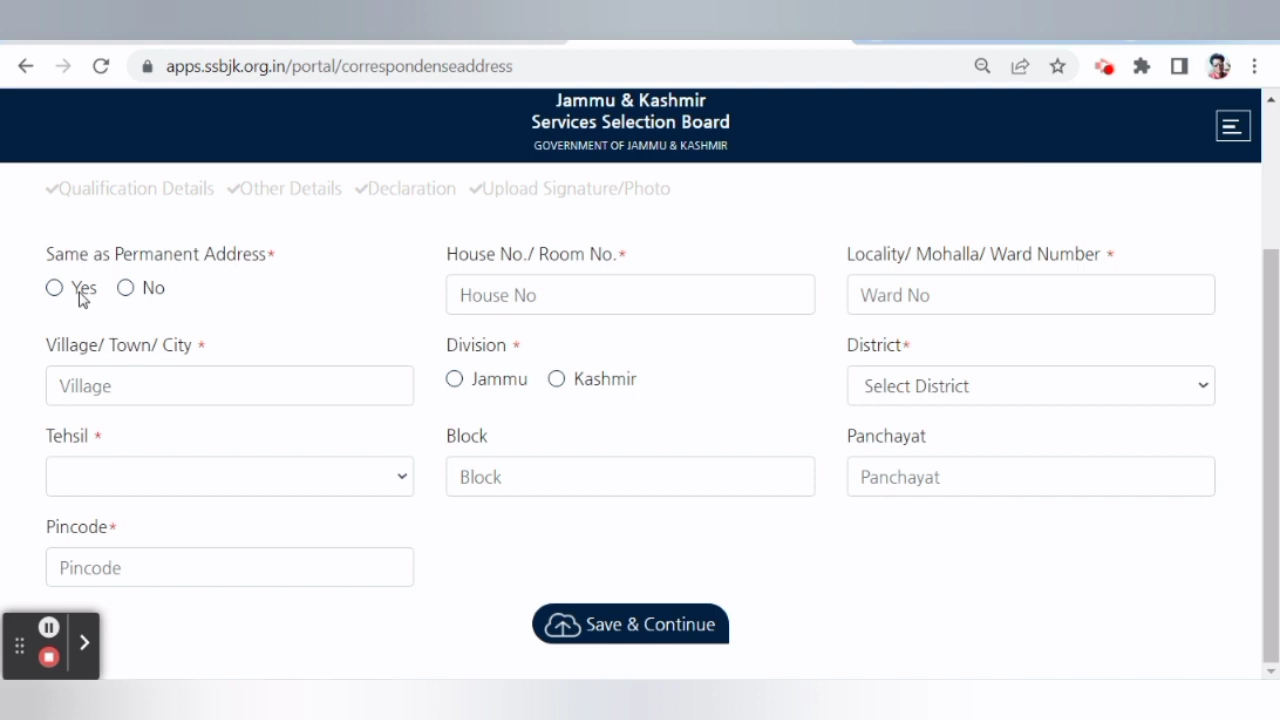 apps.ssbjk.org.in/portal/correspondenseaddress
Jammu & Kashmir
Services Selection Board
GOVERNMENT OF JAMMU & KASHMIR
Qualification Details Other Details Declaration Upload Signature/Photo
Same as Permanent Address* House No./ Room No.* Locality/ Mohalla/ Ward Number *
Yes No House No Ward No
Village/ Town/ City * Division * District*
Village Jammu Kashmir Select District
Tehsil * Block Panchayat
Block Panchayat
Pincode*
Pincode
Save & Continue